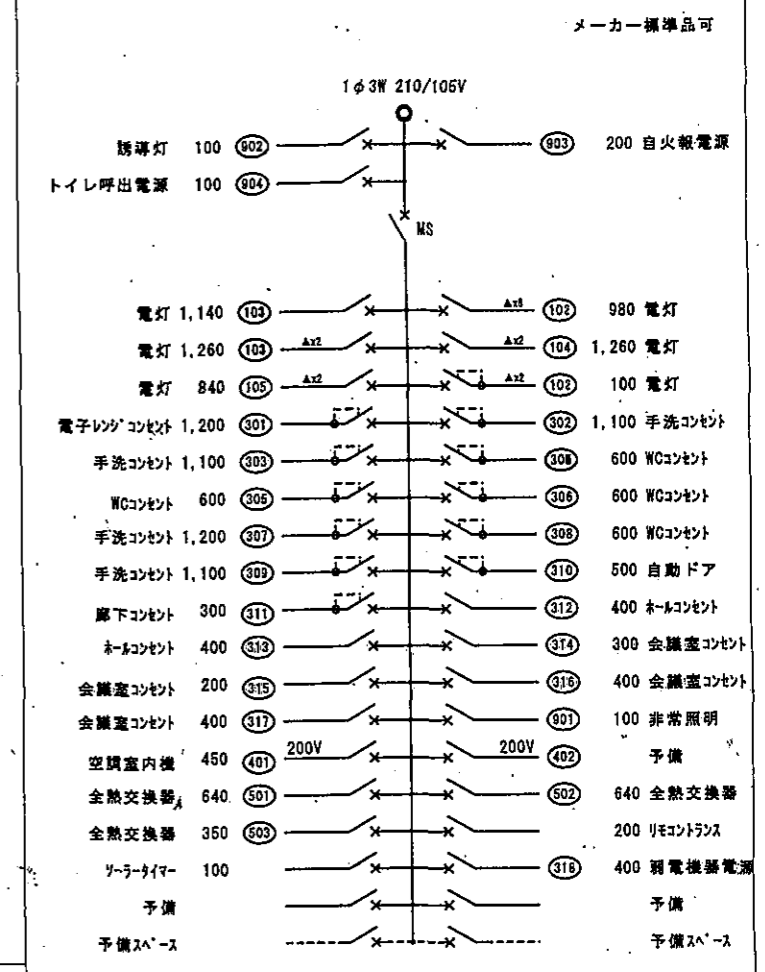 メーカー標準品可
1φ3W 210/105V
誘導灯 100 902 903 200 自火報電源
トイレ呼出電源 100 904
MS
電灯 1,140 103 ▲x8 102 980 電灯
電灯 1,260 103 ▲x2 ▲x2 104 1,260 電灯
電灯 840 105 ▲x2 ▲x2 102 100 電灯
電子レンジコンセント 1,200 301 302 1,100 手洗コンセント
手洗コンセント 1,100 303 600 WCコンセント
WCコンセント 600 305 306 600 WCコンセント
手洗コンセント 1,200 307 308 600 WCコンセント
手洗コンセント 1,100 309 310 500 自動ドア
廊下コンセント 300 311 312 400 ホールコンセント
ホールコンセント 400 313 314 300 会議室コンセント
会議室コンセント 200 315 316 400 会議室コンセント
会議室コンセント 400 317 901 100 非常照明
空調室内機 450 401 200V 200V 402 予備
全熱交換器 640 501 502 640 全熱交換器
全熱交換器 350 503 200 リモコントランス
ソーラータイマー 100 400 弱電機器電源
予備 予備
予備スペース 予備スペース